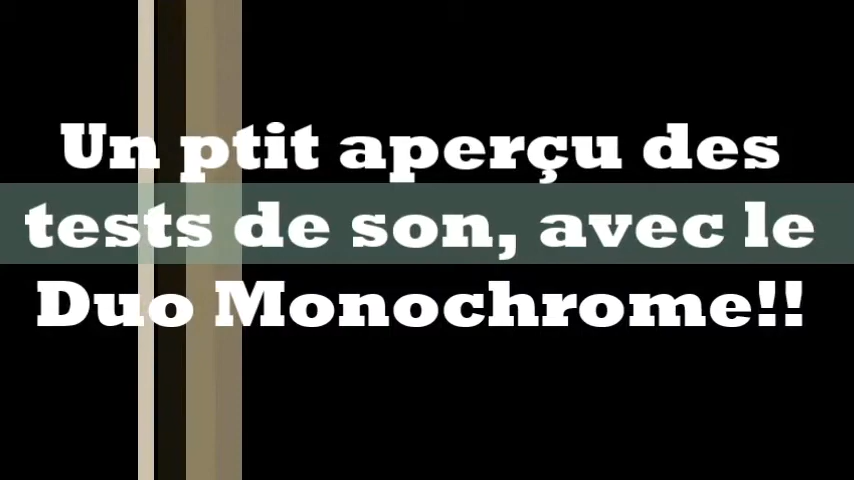 Un ptit aperçu des
tests de son, avec le
Duo Monochrome!!